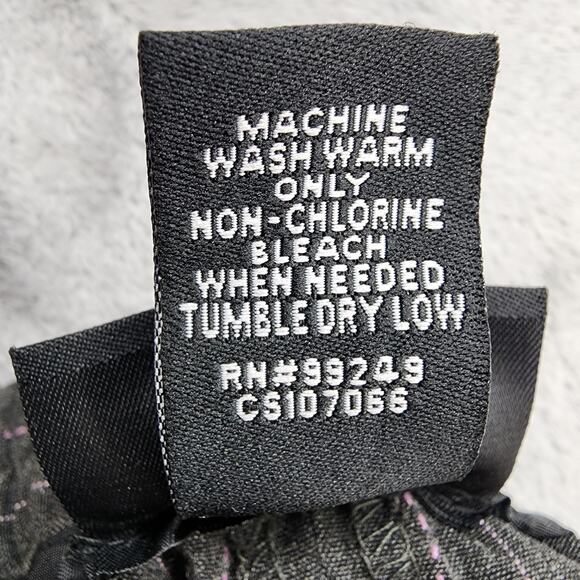 MACHINE
WASH WARM
ONLY
NON-CHLORINE
BLEACH
WHEN NEEDED
TUMBLE DRY LOW
RN#99249
CS107066